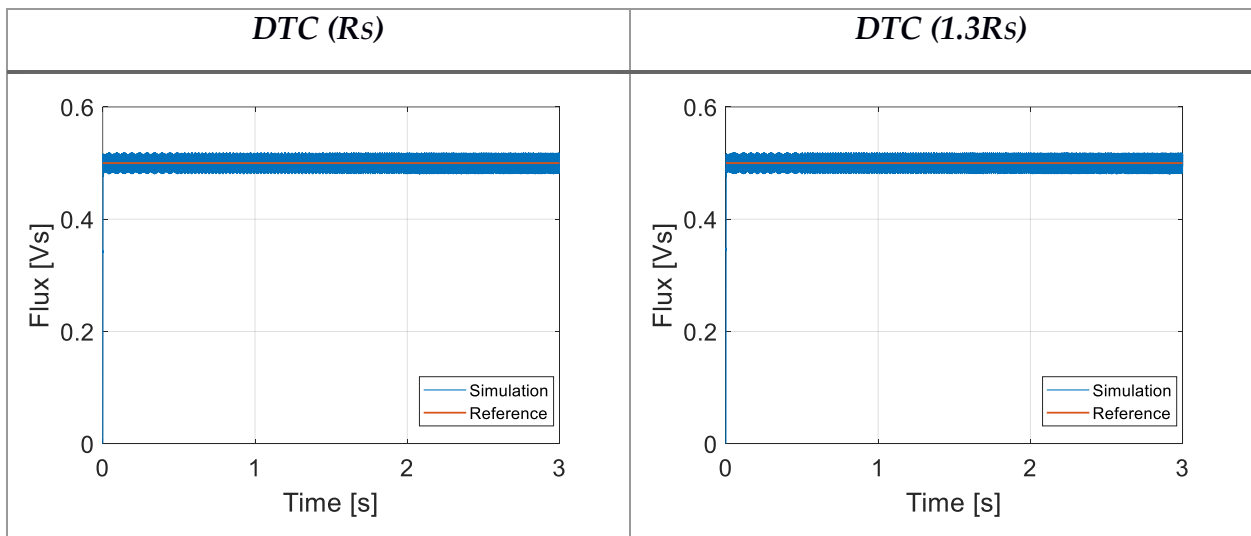 DTC (Rs)
DTC (1.3Rs)
Flux [Vs]
0.6
0.4
0.2
0
0
1
2
3
Time [s]
Simulation
Reference
Flux [Vs]
0.6
0.4
0.2
0
0
1
2
3
Time [s]
Simulation
Reference